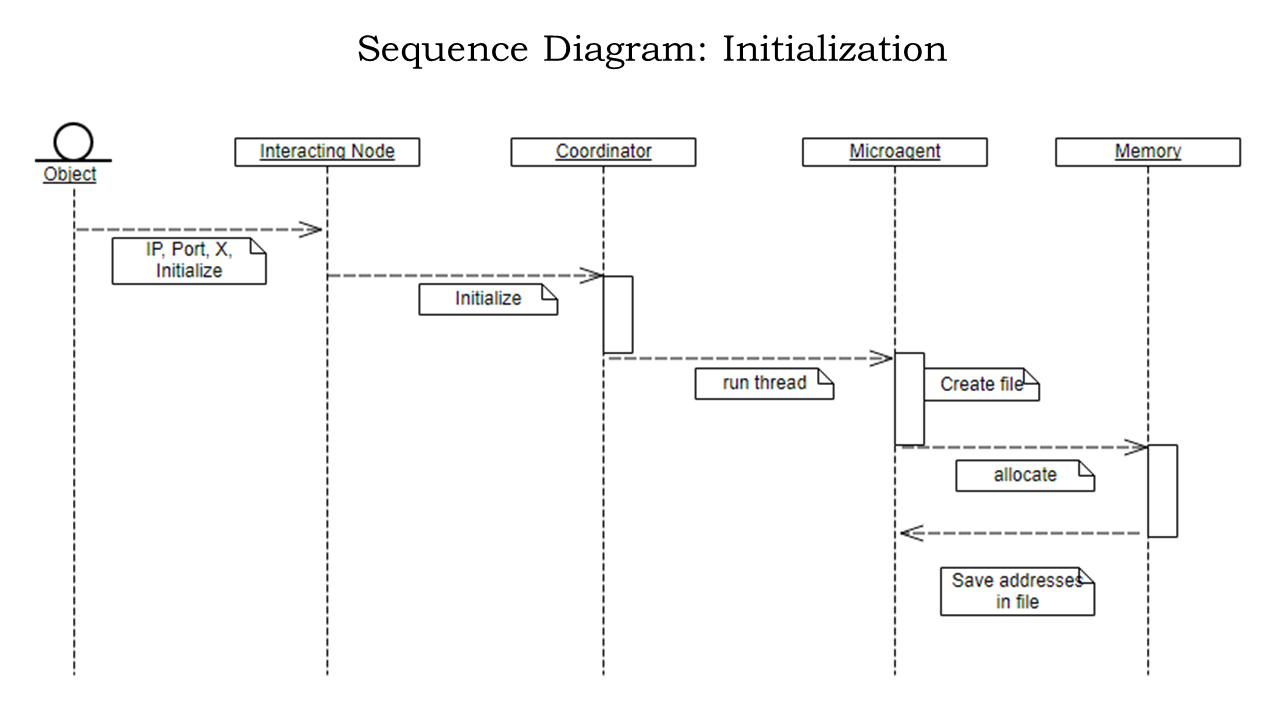 Sequence Diagram: Initialization
Object
Interacting Node
Coordinator
Microagent
Memory
IP, Port, X,
Initialize
Initialize
run thread
Create file
allocate
Save addresses
in file